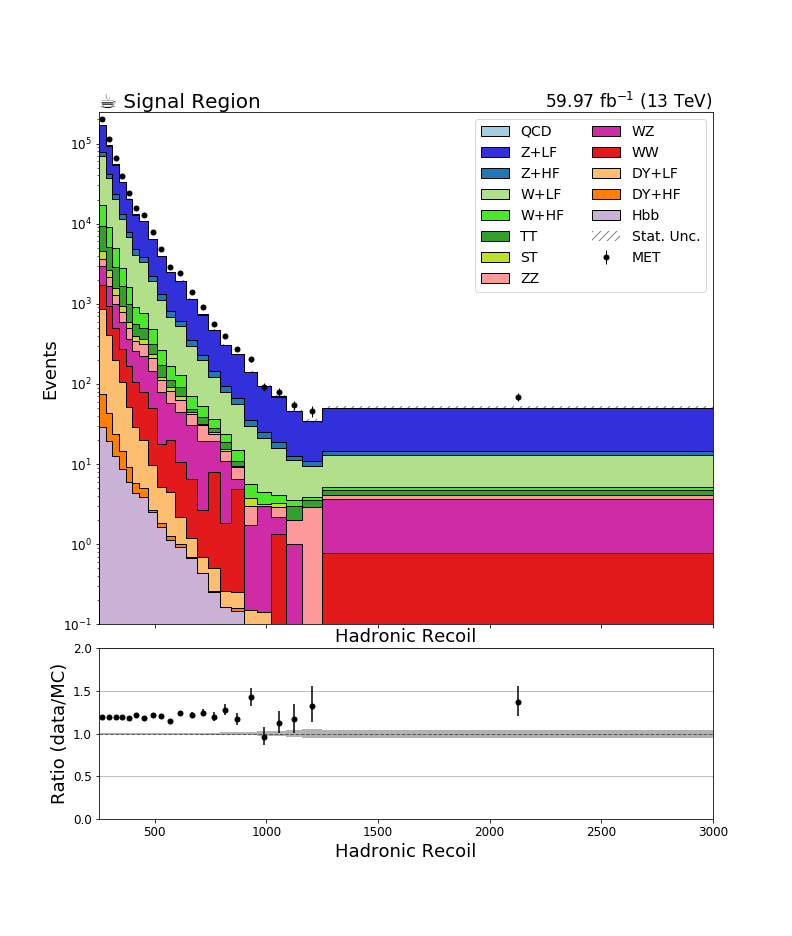 ☕ Signal Region 59.97 fb⁻¹ (13 TeV)
QCD WZ
Z+LF WW
Z+HF DY+LF
W+LF DY+HF
W+HF Hbb
TT Stat. Unc.
ST MET
ZZ
Events
10⁵
10⁴
10³
10²
10¹
10⁰
10⁻¹
Hadronic Recoil
Ratio (data/MC)
2.0
1.5
1.0
0.5
0.0
500 1000 1500 2000 2500 3000
Hadronic Recoil